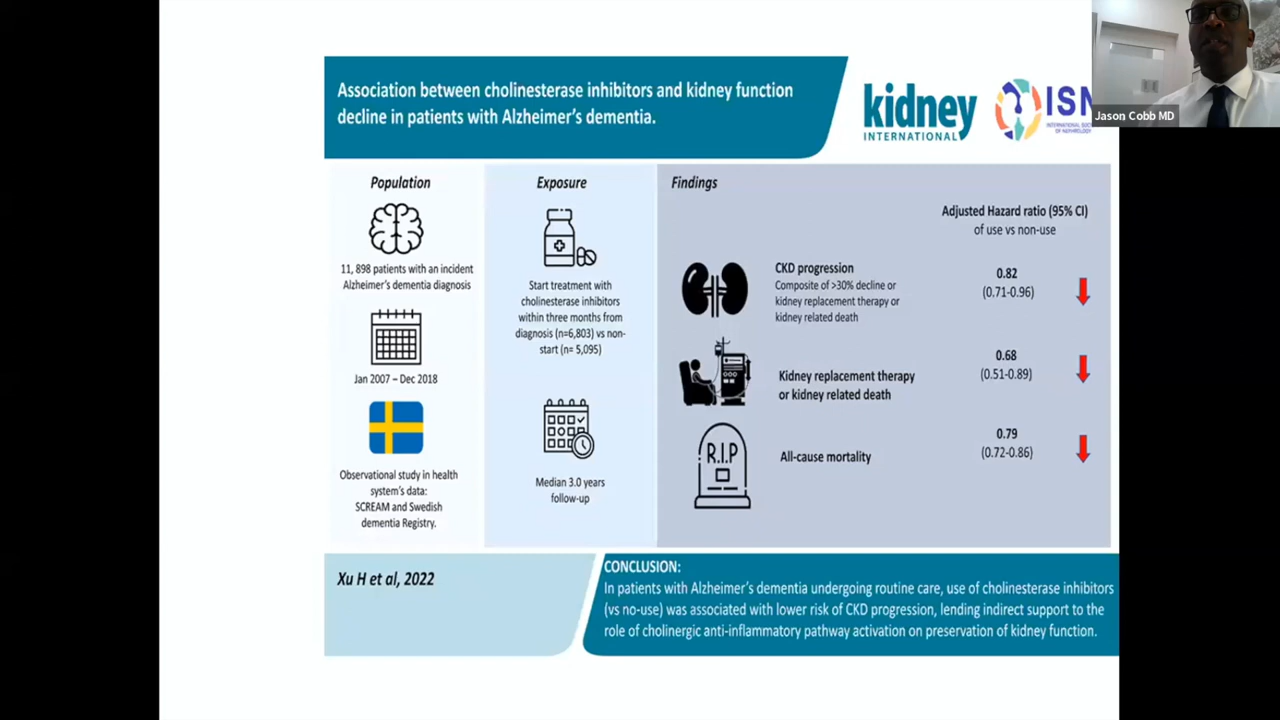 Association between cholinesterase inhibitors and kidney function
decline in patients with Alzheimer's dementia.
kidney
INTERNATIONAL
ISN
INTERNATIONAL SOCIETY
OF NEPHROLOGY
Jason Cobb MD
Population
11, 898 patients with an incident
Alzheimer's dementia diagnosis
Jan 2007 – Dec 2018
Observational study in health
system's data:
SCREAM and Swedish
dementia Registry.
Exposure
Start treatment with
cholinesterase inhibitors
within three months from
diagnosis (n=6,803) vs non-
start (n= 5,095)
Median 3.0 years
follow-up
Findings
Adjusted Hazard ratio (95% CI)
of use vs non-use
CKD progression
Composite of >30% decline or
kidney replacement therapy or
kidney related death
0.82
(0.71-0.96)
Kidney replacement therapy
or kidney related death
0.68
(0.51-0.89)
R.I.P
All-cause mortality
0.79
(0.72-0.86)
Xu H et al, 2022
CONCLUSION:
In patients with Alzheimer's dementia undergoing routine care, use of cholinesterase inhibitors
(vs no-use) was associated with lower risk of CKD progression, lending indirect support to the
role of cholinergic anti-inflammatory pathway activation on preservation of kidney function.